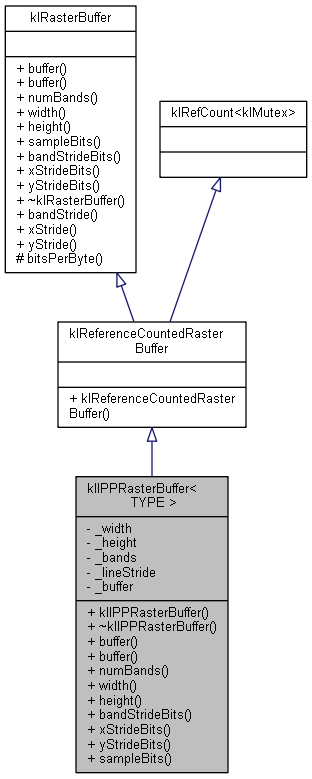 klRasterBuffer
+ buffer()
+ buffer()
+ numBands()
+ width()
+ height()
+ sampleBits()
+ bandStrideBits()
+ xStrideBits()
+ yStrideBits()
+ ~klRasterBuffer()
+ bandStride()
+ xStride()
+ yStride()
# bitsPerByte()
klRefCount<klMutex>
klReferenceCountedRaster
Buffer
+ klReferenceCountedRaster
Buffer()
klIPPRasterBuffer<
TYPE >
- _width
- _height
- _bands
- _lineStride
- _buffer
+ klIPPRasterBuffer()
+ ~klIPPRasterBuffer()
+ buffer()
+ buffer()
+ numBands()
+ width()
+ height()
+ bandStrideBits()
+ xStrideBits()
+ yStrideBits()
+ sampleBits()